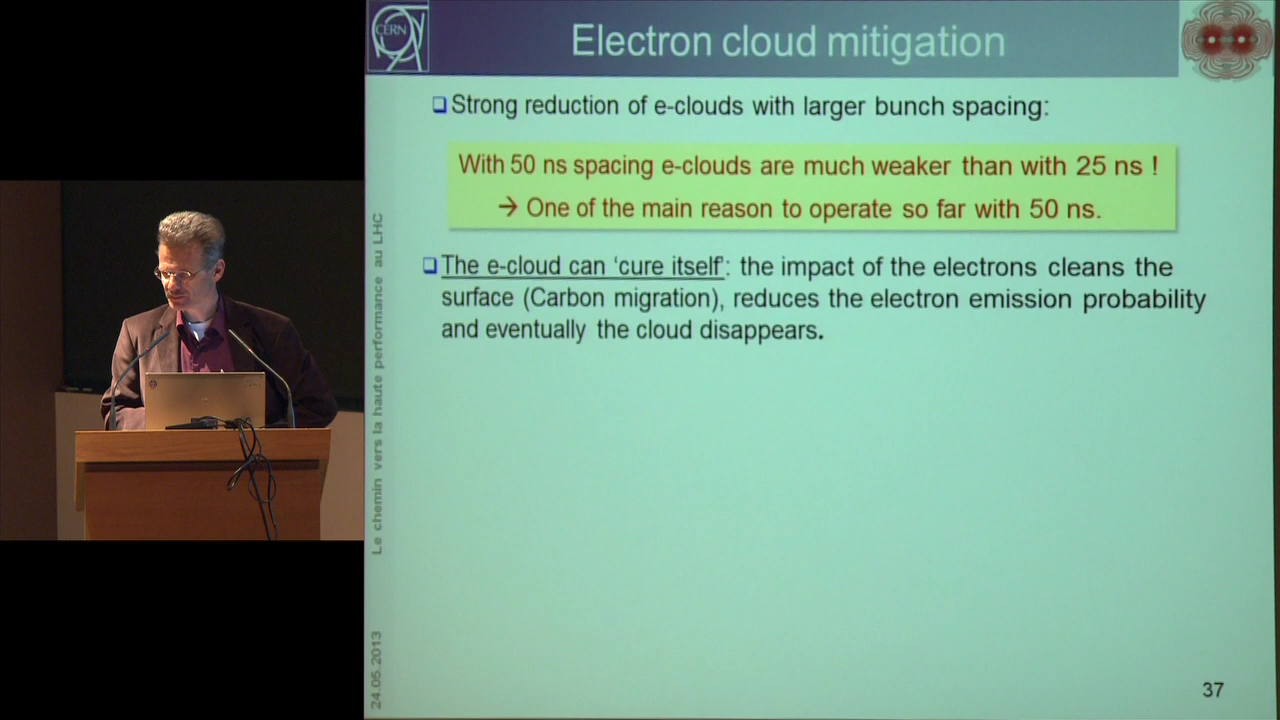 CERN
Electron cloud mitigation
Strong reduction of e-clouds with larger bunch spacing:
With 50 ns spacing e-clouds are much weaker than with 25 ns !
→ One of the main reason to operate so far with 50 ns.
The e-cloud can ‘cure itself’: the impact of the electrons cleans the
surface (Carbon migration), reduces the electron emission probability
and eventually the cloud disappears.
Le chemin vers la haute performance au LHC
24.05.2013
37